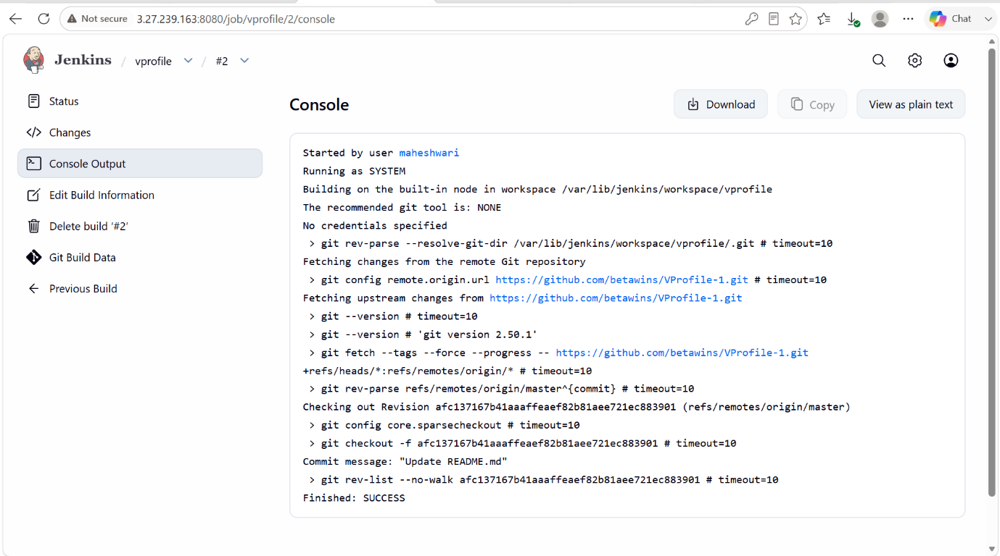 Not secure 3.27.239.163:8080/job/vprofile/2/console Chat
Jenkins / vprofile / #2
Status
Changes
Console Output
Edit Build Information
Delete build '#2'
Git Build Data
Previous Build
Console
Download
Copy
View as plain text
Started by user maheshwari
Running as SYSTEM
Building on the built-in node in workspace /var/lib/jenkins/workspace/vprofile
The recommended git tool is: NONE
No credentials specified
 > git rev-parse --resolve-git-dir /var/lib/jenkins/workspace/vprofile/.git # timeout=10
Fetching changes from the remote Git repository
 > git config remote.origin.url https://github.com/betawins/VProfile-1.git # timeout=10
Fetching upstream changes from https://github.com/betawins/VProfile-1.git
 > git --version # timeout=10
 > git --version # 'git version 2.50.1'
 > git fetch --tags --force --progress -- https://github.com/betawins/VProfile-1.git
+refs/heads/*:refs/remotes/origin/* # timeout=10
 > git rev-parse refs/remotes/origin/master^{commit} # timeout=10
Checking out Revision afc137167b41aaaffeaef82b81aee721ec883901 (refs/remotes/origin/master)
 > git config core.sparsecheckout # timeout=10
 > git checkout -f afc137167b41aaaffeaef82b81aee721ec883901 # timeout=10
Commit message: "Update README.md"
 > git rev-list --no-walk afc137167b41aaaffeaef82b81aee721ec883901 # timeout=10
Finished: SUCCESS